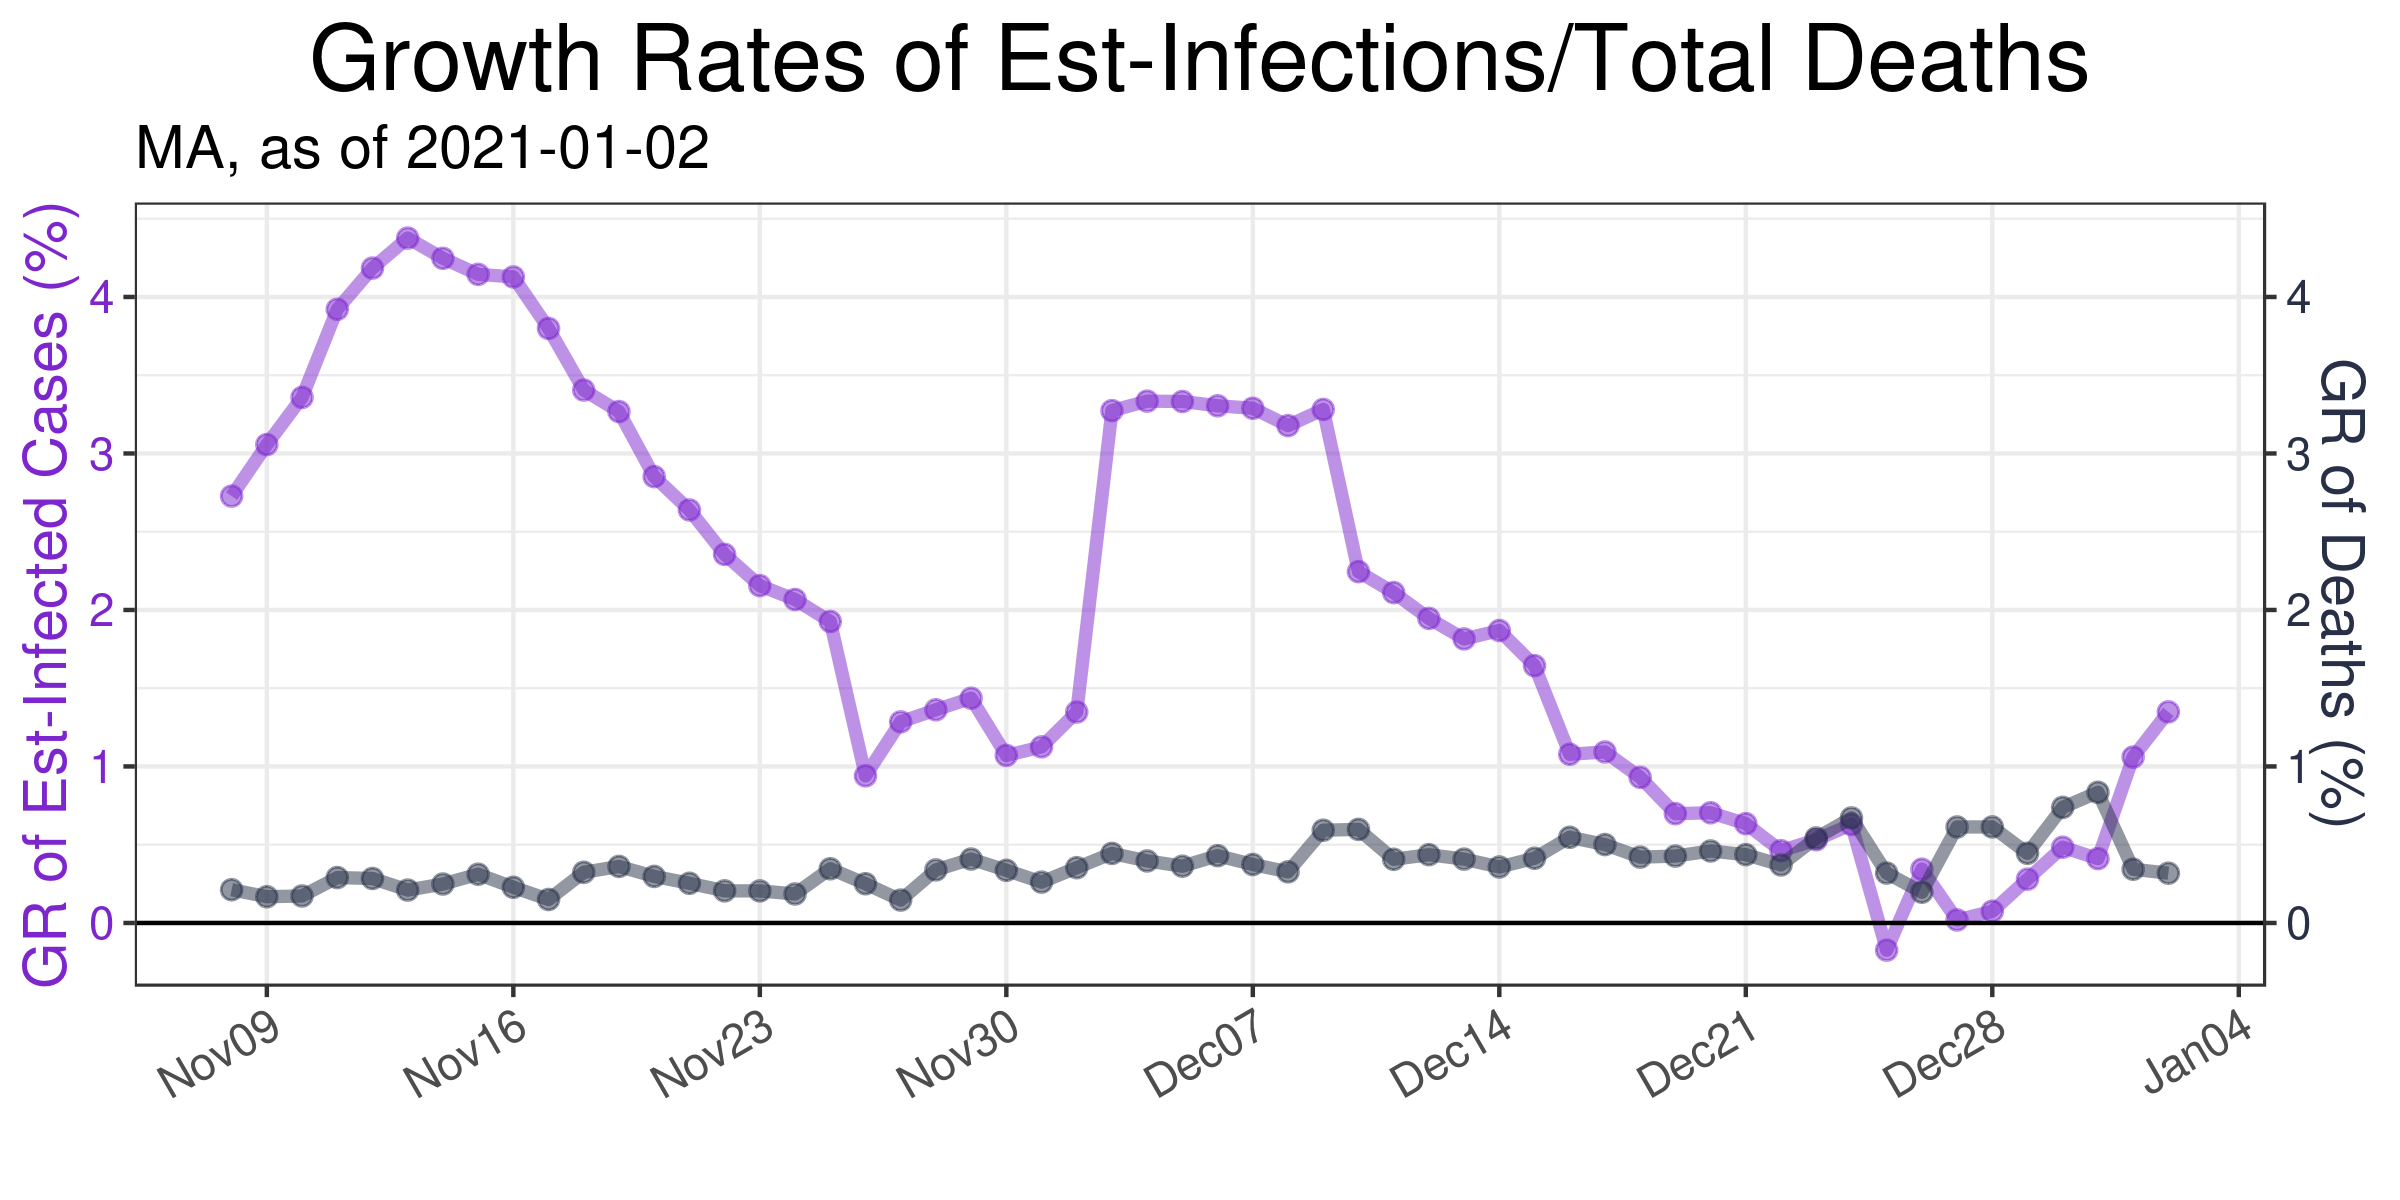 Growth Rates of Est-Infections/Total Deaths
MA, as of 2021-01-02
GR of Est-Infected Cases (%)
4
3
2
1
0
4
3
2
1
0
GR of Deaths (%)
Nov09
Nov16
Nov23
Nov30
Dec07
Dec14
Dec21
Dec28
Jan04